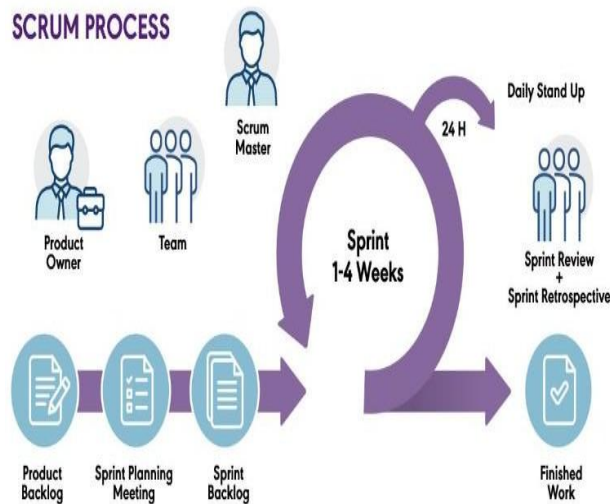 SCRUM PROCESS
Scrum
Master
Product
Owner
Team
24 H
Daily Stand Up
Sprint
1-4 Weeks
Sprint Review
+
Sprint Retrospective
Product
Backlog
Sprint Planning
Meeting
Sprint
Backlog
Finished
Work